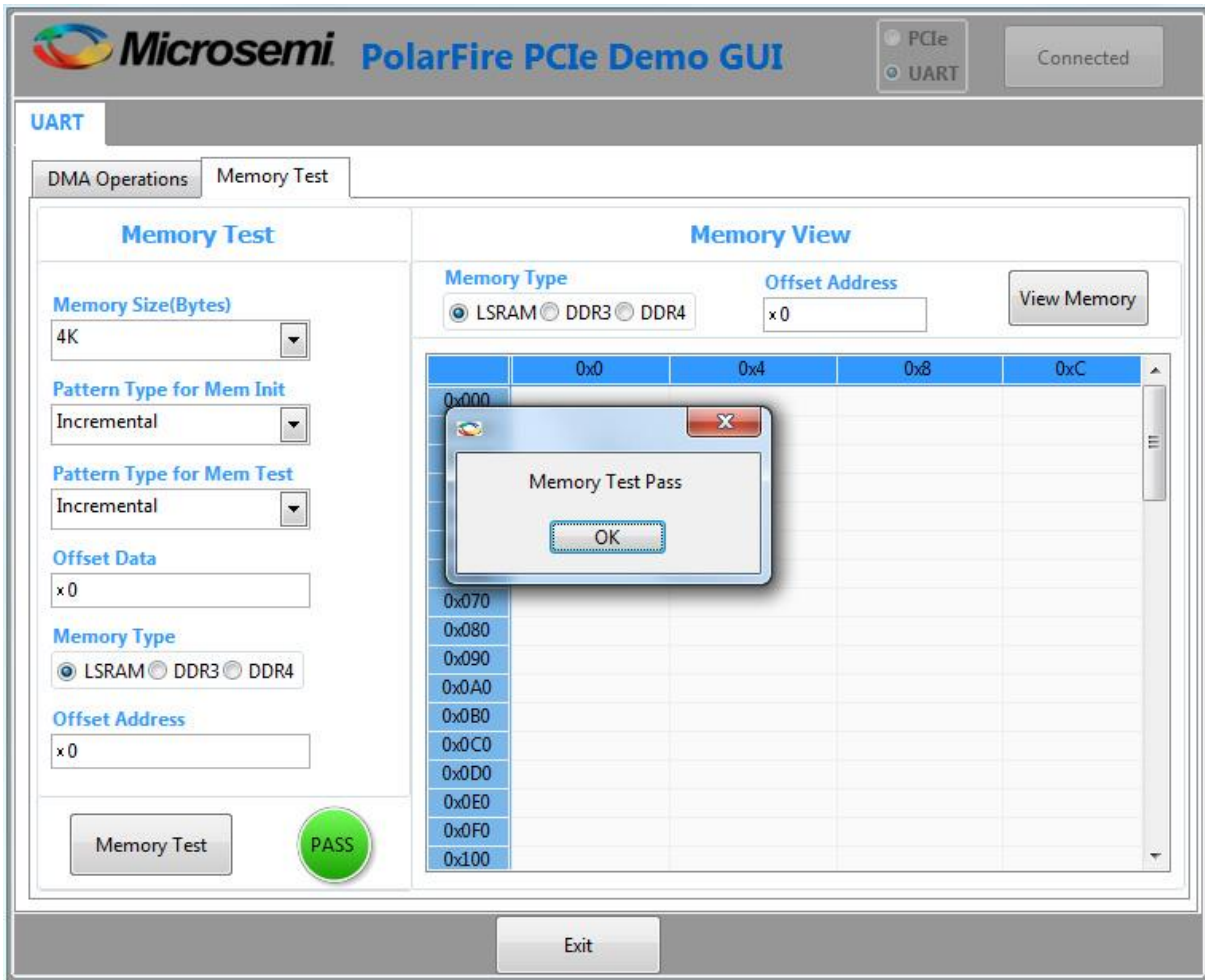 Microsemi. PolarFire PCIe Demo GUI
PCIe
UART
Connected
UART
DMA Operations
Memory Test
Memory Test
Memory Size(Bytes)
4K
Pattern Type for Mem Init
Incremental
Pattern Type for Mem Test
Incremental
Offset Data
x 0
Memory Type
LSRAM DDR3 DDR4
Offset Address
x 0
Memory Test
PASS
Memory View
Memory Type
LSRAM DDR3 DDR4
Offset Address
x 0
View Memory
0x0 0x4 0x8 0xC
0x000
Memory Test Pass
OK
0x070
0x080
0x090
0x0A0
0x0B0
0x0C0
0x0D0
0x0E0
0x0F0
0x100
Exit